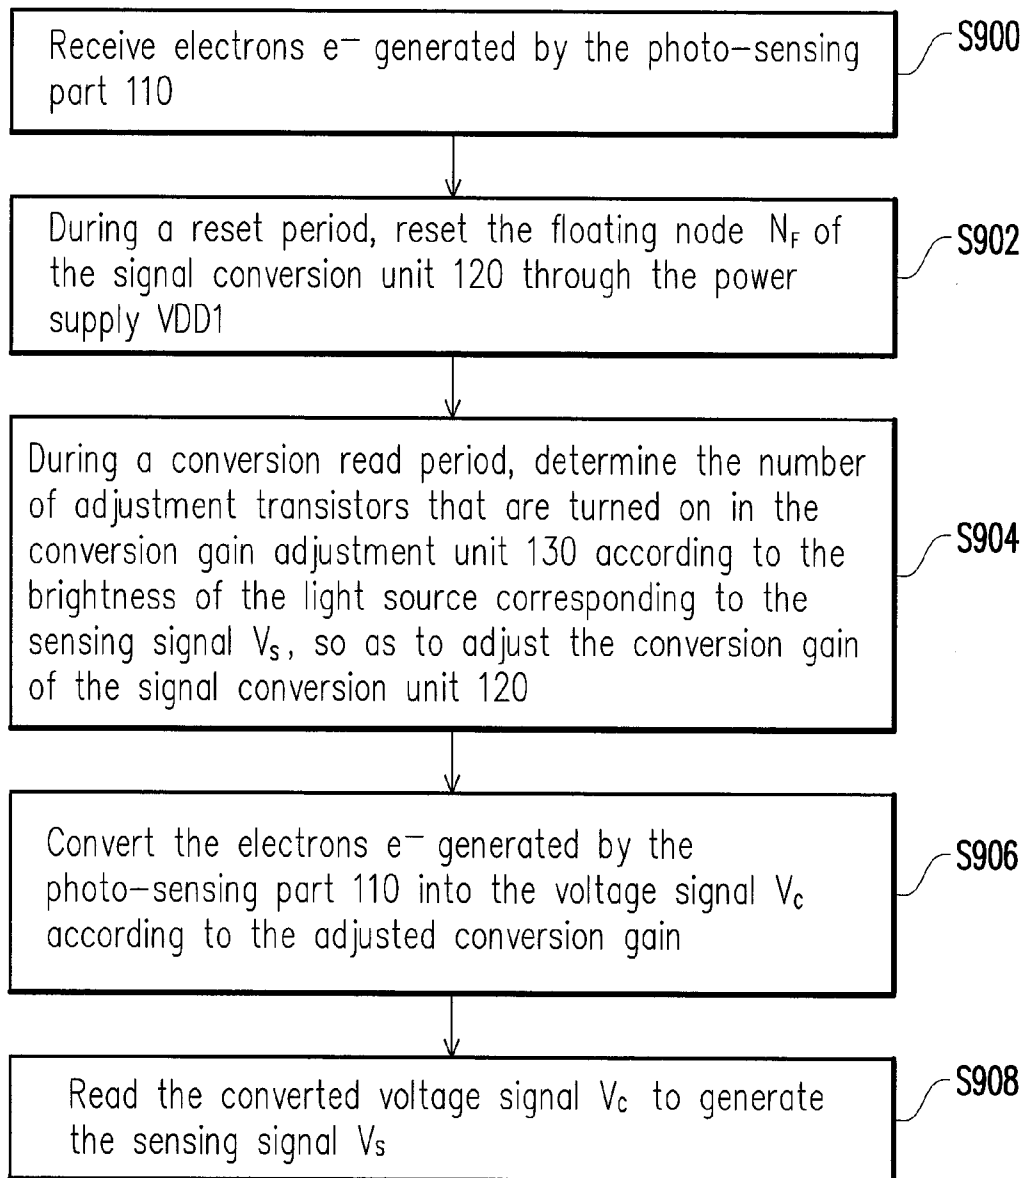 Receive electrons e⁻ generated by the photo-sensing
part 110
S900
During a reset period, reset the floating node N_F of
the signal conversion unit 120 through the power
supply VDD1
S902
During a conversion read period, determine the number
of adjustment transistors that are turned on in the
conversion gain adjustment unit 130 according to the
brightness of the light source corresponding to the
sensing signal V_s, so as to adjust the conversion gain
of the signal conversion unit 120
S904
Convert the electrons e⁻ generated by the
photo-sensing part 110 into the voltage signal V_c
according to the adjusted conversion gain
S906
Read the converted voltage signal V_c to generate
the sensing signal V_s
S908